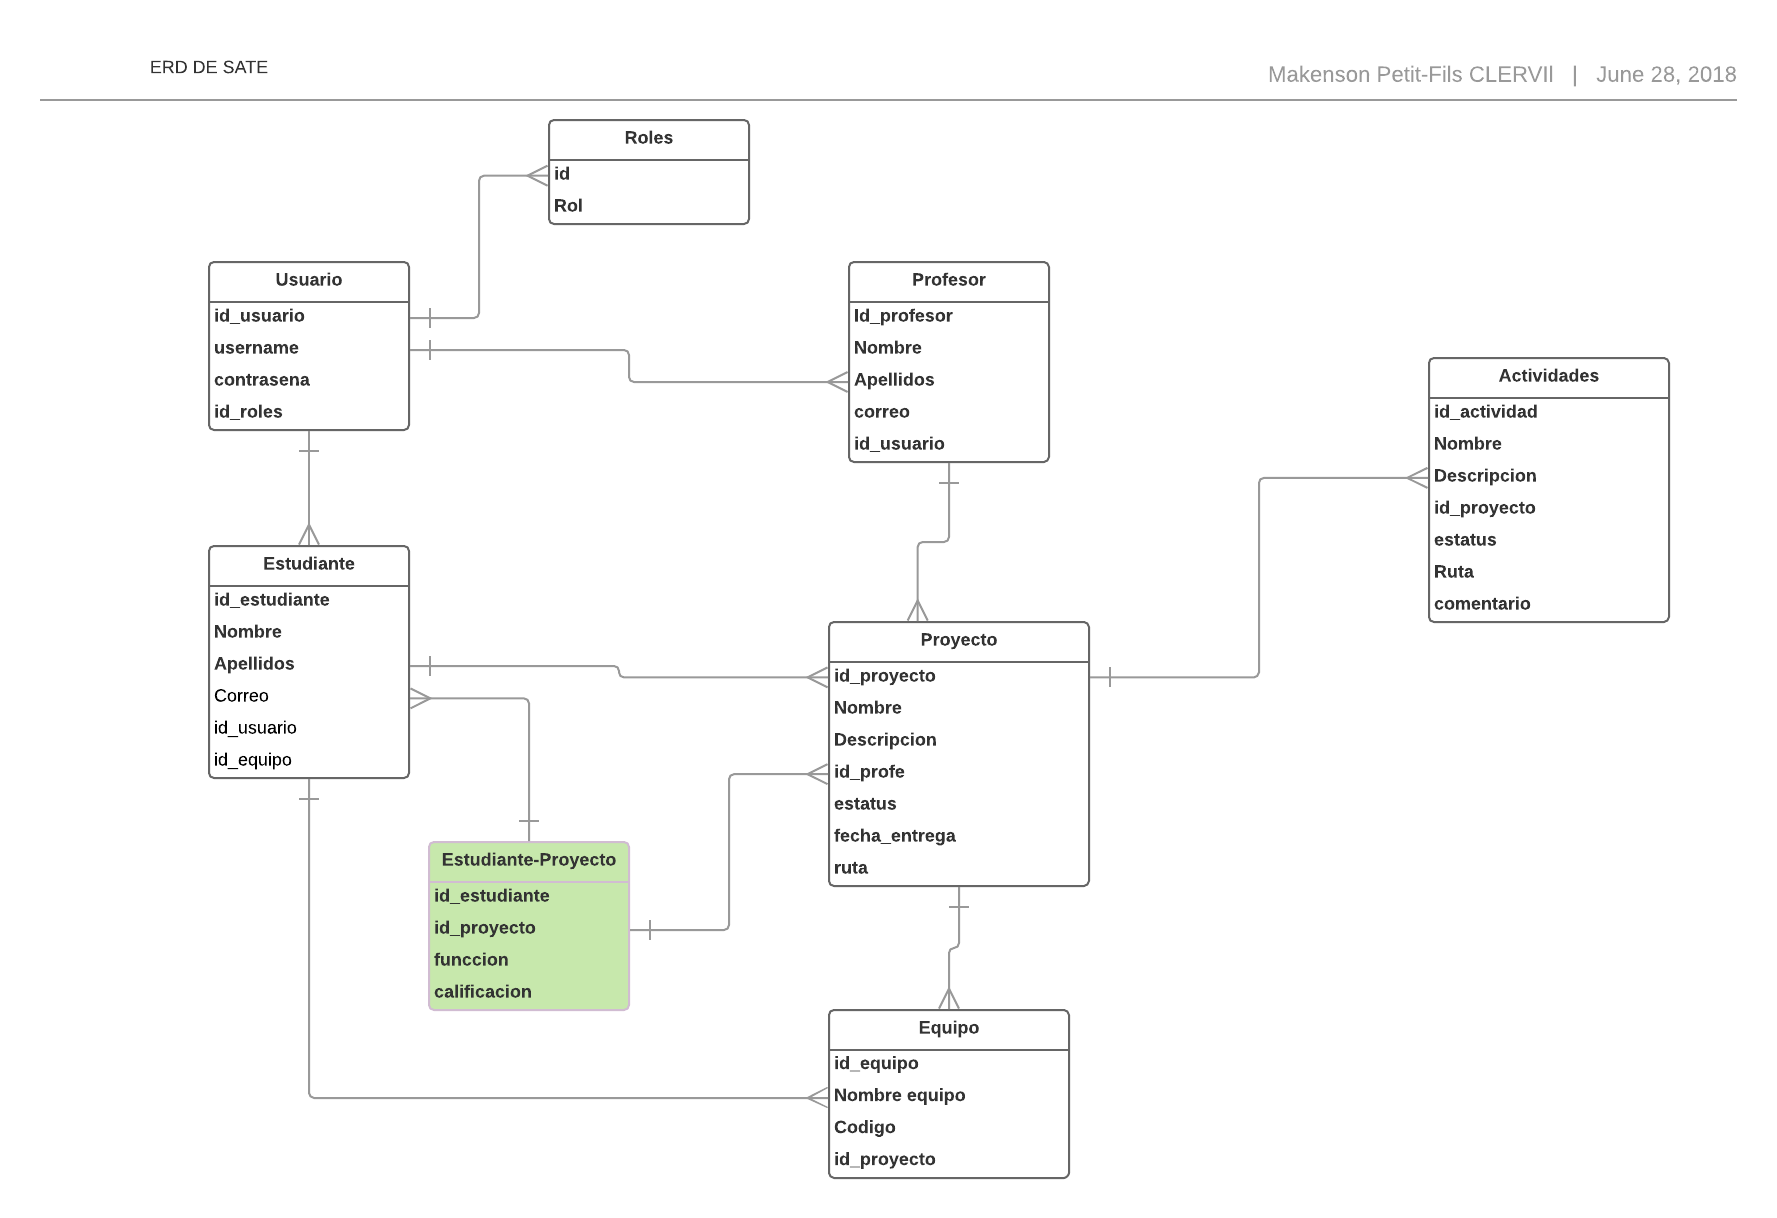 ERD DE SATE
Makenson Petit-Fils CLERVIl | June 28, 2018
Roles
id
Rol
Usuario
id_usuario
username
contrasena
id_roles
Profesor
Id_profesor
Nombre
Apellidos
correo
id_usuario
Actividades
id_actividad
Nombre
Descripcion
id_proyecto
estatus
Ruta
comentario
Estudiante
id_estudiante
Nombre
Apellidos
Correo
id_usuario
id_equipo
Proyecto
id_proyecto
Nombre
Descripcion
id_profe
estatus
fecha_entrega
ruta
Estudiante-Proyecto
id_estudiante
id_proyecto
funccion
calificacion
Equipo
id_equipo
Nombre equipo
Codigo
id_proyecto